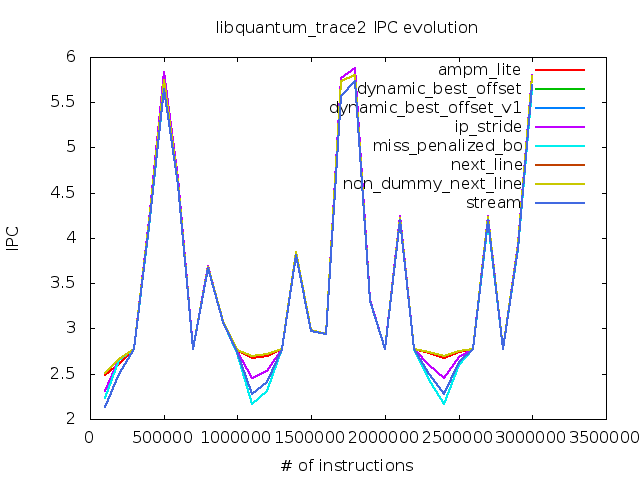 libquantum_trace2 IPC evolution
6
5.5
5
4.5
4
3.5
3
2.5
2
IPC
ampm_lite
dynamic_best_offset
dynamic_best_offset_v1
ip_stride
miss_penalized_bo
next_line
non_dummy_next_line
stream
0 500000 1000000 1500000 2000000 2500000 3000000 3500000
# of instructions